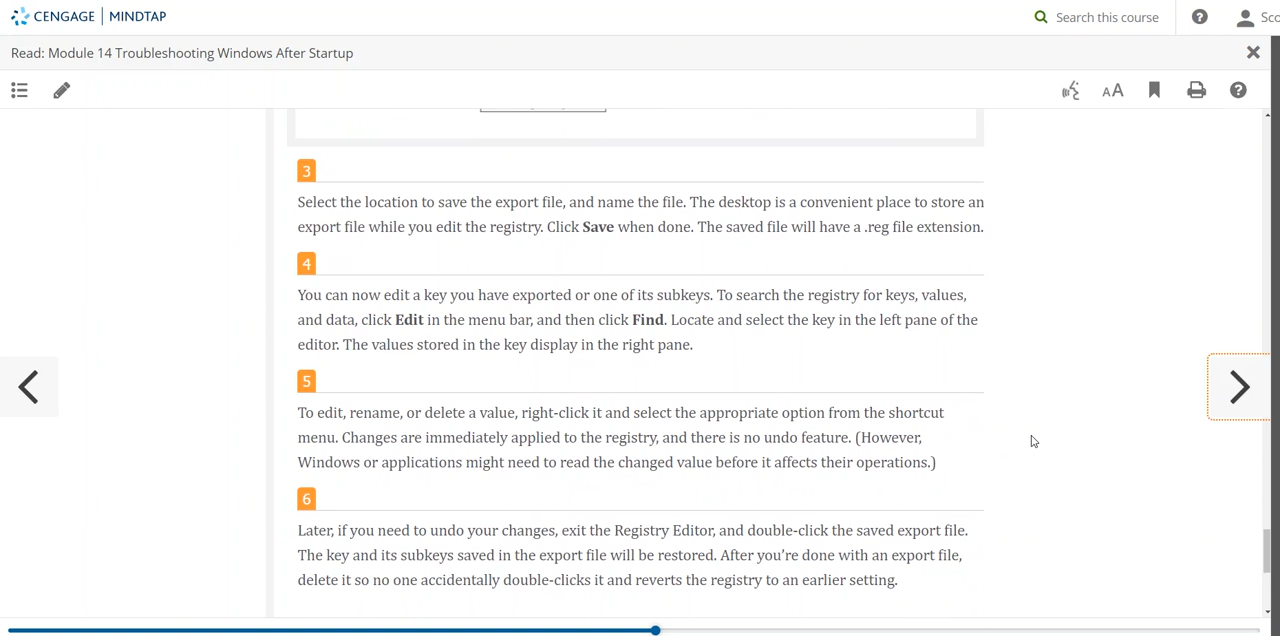 CENGAGE | MINDTAP
Search this course
Read: Module 14 Troubleshooting Windows After Startup
AA
3
Select the location to save the export file, and name the file. The desktop is a convenient place to store an
export file while you edit the registry. Click Save when done. The saved file will have a .reg file extension.
4
You can now edit a key you have exported or one of its subkeys. To search the registry for keys, values,
and data, click Edit in the menu bar, and then click Find. Locate and select the key in the left pane of the
editor. The values stored in the key display in the right pane.
5
To edit, rename, or delete a value, right-click it and select the appropriate option from the shortcut
menu. Changes are immediately applied to the registry, and there is no undo feature. (However,
Windows or applications might need to read the changed value before it affects their operations.)
6
Later, if you need to undo your changes, exit the Registry Editor, and double-click the saved export file.
The key and its subkeys saved in the export file will be restored. After you’re done with an export file,
delete it so no one accidentally double-clicks it and reverts the registry to an earlier setting.